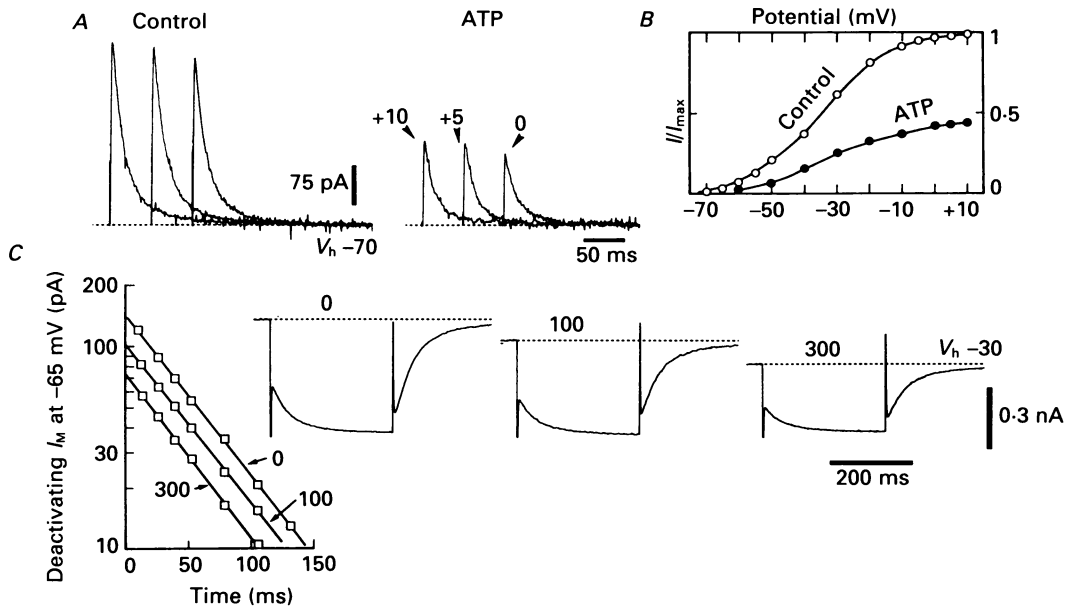 A
Control
ATP
+10
+5
0
75 pA
V_h −70
50 ms
B
Potential (mV)
I/I_max
Control
ATP
1
0·5
0
−70
−50
−30
−10
+10
C
Deactivating I_M at −65 mV (pA)
200
100
30
10
0
50
100
150
Time (ms)
0
100
300
0
100
300
V_h −30
0·3 nA
200 ms